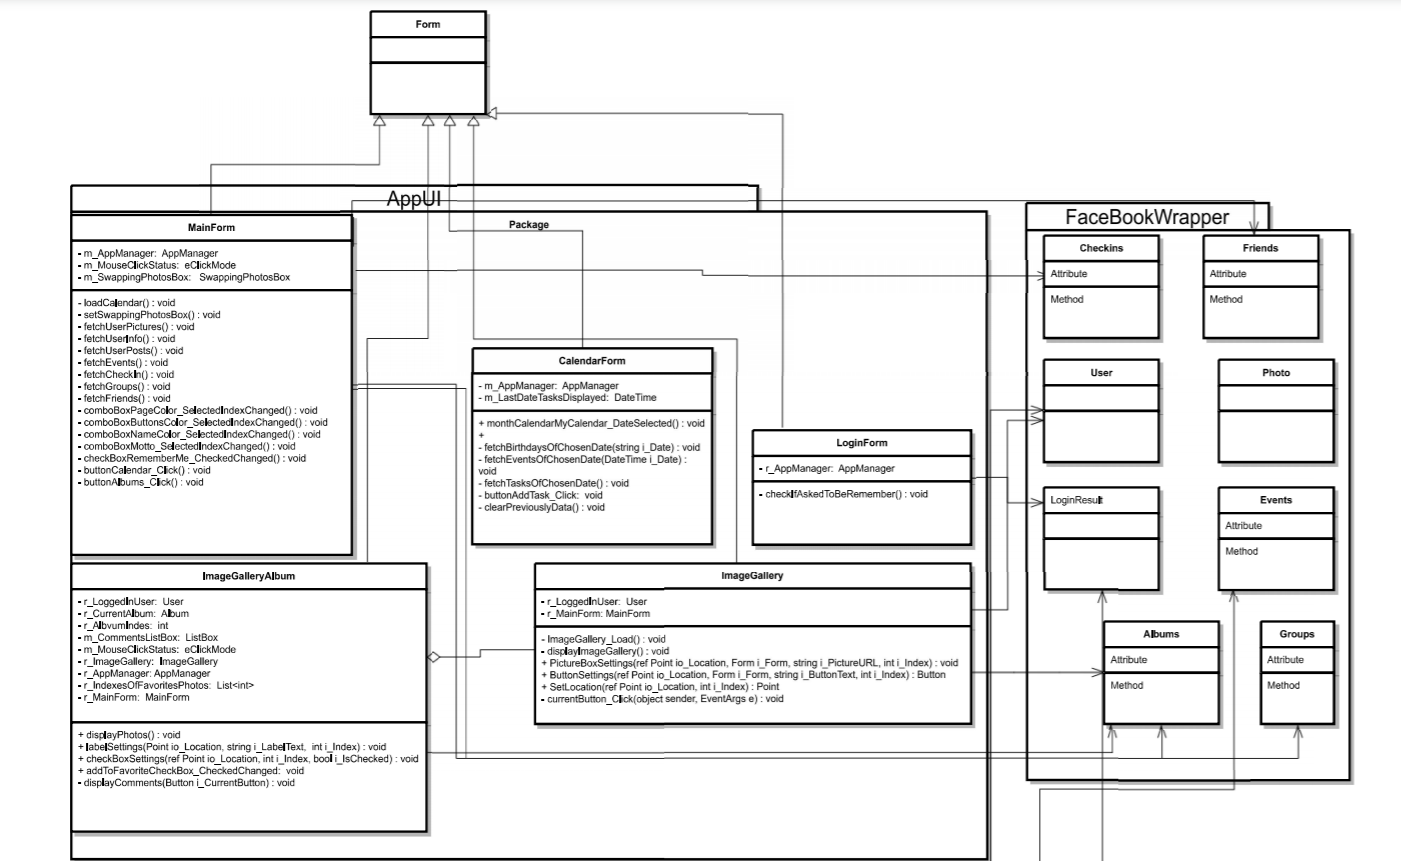 Form
AppUI
Package
MainForm
- m_AppManager: AppManager
- m_MouseClickStatus: eClickMode
- m_SwappingPhotosBox: SwappingPhotosBox
- loadCalendar() : void
- setSwappingPhotosBox() : void
- fetchUserPictures() : void
- fetchUserInfo() : void
- fetchUserPosts() : void
- fetchEvents() : void
- fetchCheckIn() : void
- fetchGroups() : void
- fetchFriends() : void
- comboBoxPageColor_SelectedIndexChanged() : void
- comboBoxButtonsColor_SelectedIndexChanged() : void
- comboBoxNameColor_SelectedIndexChanged() : void
- comboBoxMotto_SelectedIndexChanged() : void
- checkBoxRememberMe_CheckedChanged() : void
- buttonCalendar_Click() : void
- buttonAlbums_Click() : void
CalendarForm
- m_AppManager: AppManager
- m_LastDateTasksDisplayed: DateTime
+ monthCalendarMyCalendar_DateSelected() : void
+
- fetchBirthdaysOfChosenDate(string i_Date) : void
- fetchEventsOfChosenDate(DateTime i_Date) :
void
- fetchTasksOfChosenDate() : void
- buttonAddTask_Click: void
- clearPreviouslyData() : void
LoginForm
- r_AppManager: AppManager
- checkIfAskedToBeRemember() : void
ImageGalleryAlbum
- r_LoggedInUser: User
- r_CurrentAlbum: Album
- r_AlbvumIndes: int
- m_CommentsListBox: ListBox
- m_MouseClickStatus: eClickMode
- r_ImageGallery: ImageGallery
- r_AppManager: AppManager
- r_IndexesOfFavoritesPhotos: List<int>
- r_MainForm: MainForm
+ displayPhotos() : void
+ labelSettings(Point io_Location, string i_LabelText, int i_Index) : void
+ checkBoxSettings(ref Point io_Location, int i_Index, bool i_IsChecked) : void
+ addToFavoriteCheckBox_CheckedChanged: void
- displayComments(Button i_CurrentButton) : void
ImageGallery
- r_LoggedInUser: User
- r_MainForm: MainForm
- ImageGallery_Load() : void
- displayImageGallery() : void
+ PictureBoxSettings(ref Point io_Location, Form i_Form, string i_PictureURL, int i_Index) : void
+ ButtonSettings(ref Point io_Location, Form i_Form, string i_ButtonText, int i_Index) : Button
+ SetLocation(ref Point io_Location, int i_Index) : Point
- currentButton_Click(object sender, EventArgs e) : void
FaceBookWrapper
Checkins
Attribute
Method
Friends
Attribute
Method
User
Photo
LoginResult
Events
Attribute
Method
Albums
Attribute
Method
Groups
Attribute
Method